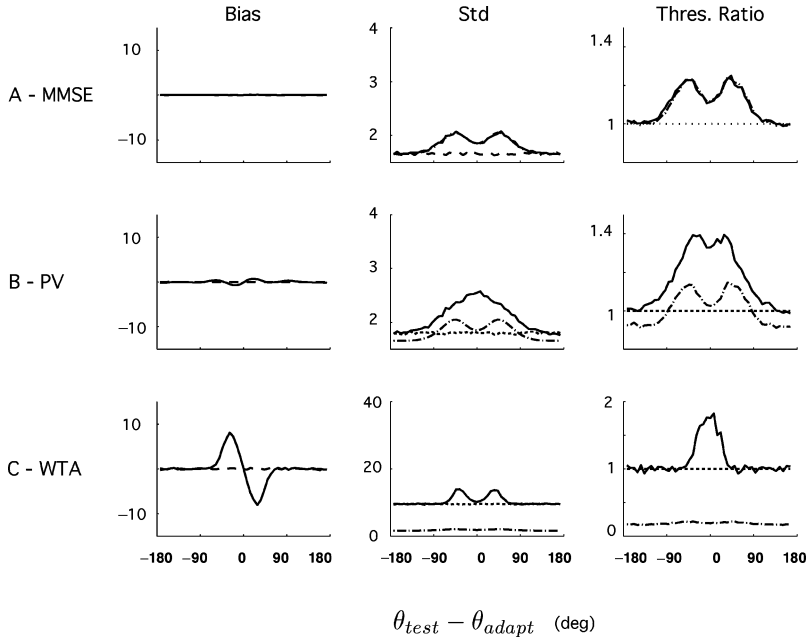 Bias Std Thres. Ratio
10 4 1.4
A - MMSE 3
−10 2 1
10 4 1.4
B - PV 3
−10 2 1
10 40 2
C - WTA 20 1
−10 0 0
−180 −90 0 90 180 −180 −90 0 90 180 −180 −90 0 90 180
θtest − θadapt (deg)